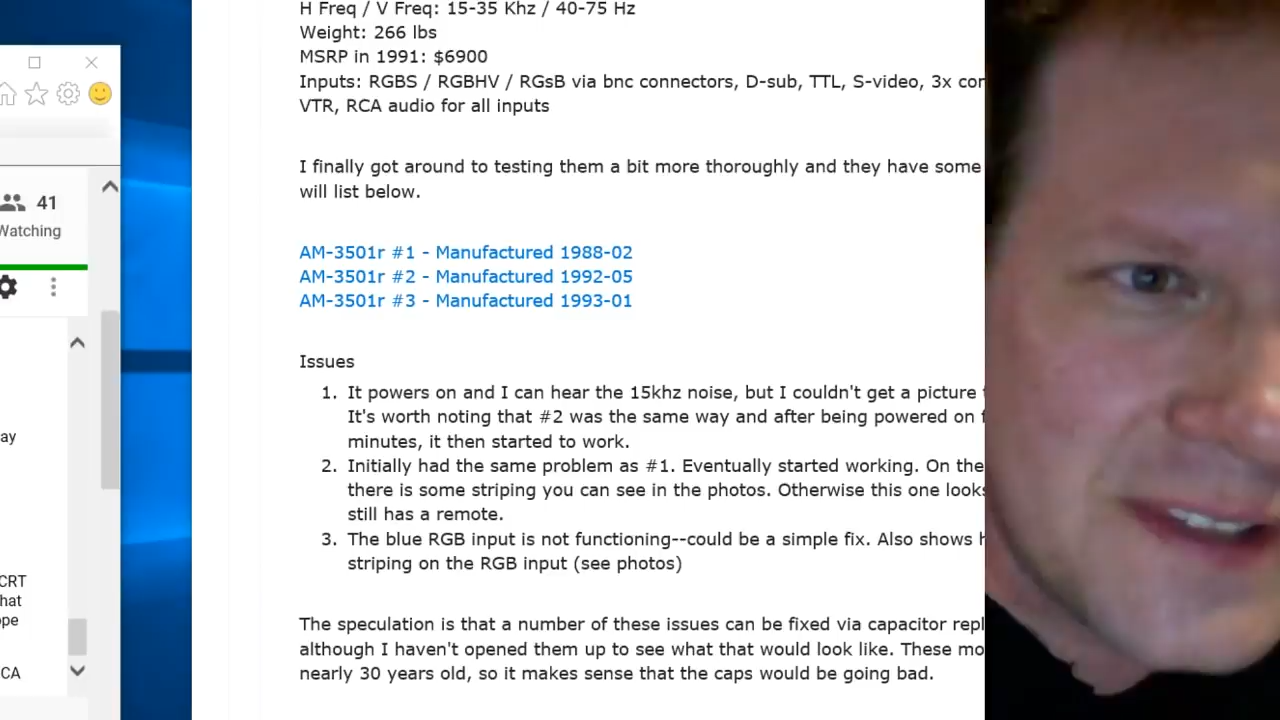 41
Watching
ay
CRT
hat
ope
CA
H Freq / V Freq: 15-35 Khz / 40-75 Hz
Weight: 266 lbs
MSRP in 1991: $6900
Inputs: RGBS / RGBHV / RGsB via bnc connectors, D-sub, TTL, S-video, 3x cor
VTR, RCA audio for all inputs
I finally got around to testing them a bit more thoroughly and they have some
will list below.
AM-3501r #1 - Manufactured 1988-02
AM-3501r #2 - Manufactured 1992-05
AM-3501r #3 - Manufactured 1993-01
Issues
1. It powers on and I can hear the 15khz noise, but I couldn't get a picture
It's worth noting that #2 was the same way and after being powered on
minutes, it then started to work.
2. Initially had the same problem as #1. Eventually started working. On the
there is some striping you can see in the photos. Otherwise this one looks
still has a remote.
3. The blue RGB input is not functioning--could be a simple fix. Also shows
striping on the RGB input (see photos)
The speculation is that a number of these issues can be fixed via capacitor repl
although I haven't opened them up to see what that would look like. These mo
nearly 30 years old, so it makes sense that the caps would be going bad.